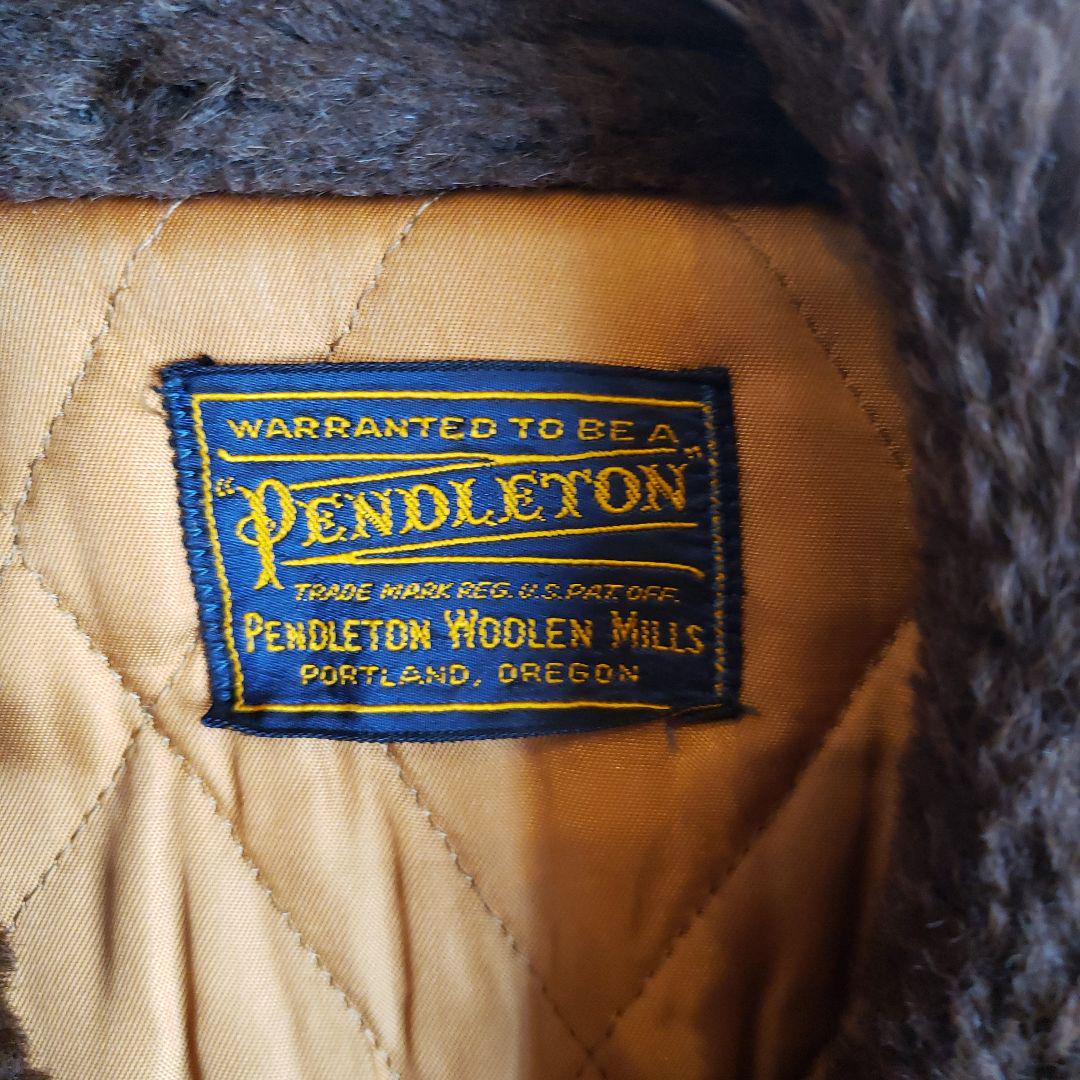 WARRANTED TO BE A
"PENDLETON"
TRADE MARK REG. U.S. PAT. OFF.
PENDLETON WOOLEN MILLS
PORTLAND, OREGON